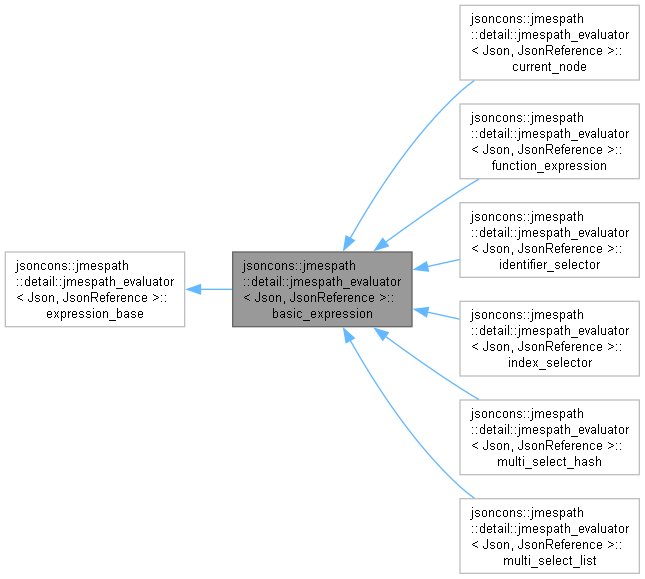 jsoncons::jmespath
::detail::jmespath_evaluator
< Json, JsonReference >::
current_node
jsoncons::jmespath
::detail::jmespath_evaluator
< Json, JsonReference >::
function_expression
jsoncons::jmespath
::detail::jmespath_evaluator
< Json, JsonReference >::
identifier_selector
jsoncons::jmespath
::detail::jmespath_evaluator
< Json, JsonReference >::
expression_base
jsoncons::jmespath
::detail::jmespath_evaluator
< Json, JsonReference >::
basic_expression
jsoncons::jmespath
::detail::jmespath_evaluator
< Json, JsonReference >::
index_selector
jsoncons::jmespath
::detail::jmespath_evaluator
< Json, JsonReference >::
multi_select_hash
jsoncons::jmespath
::detail::jmespath_evaluator
< Json, JsonReference >::
multi_select_list